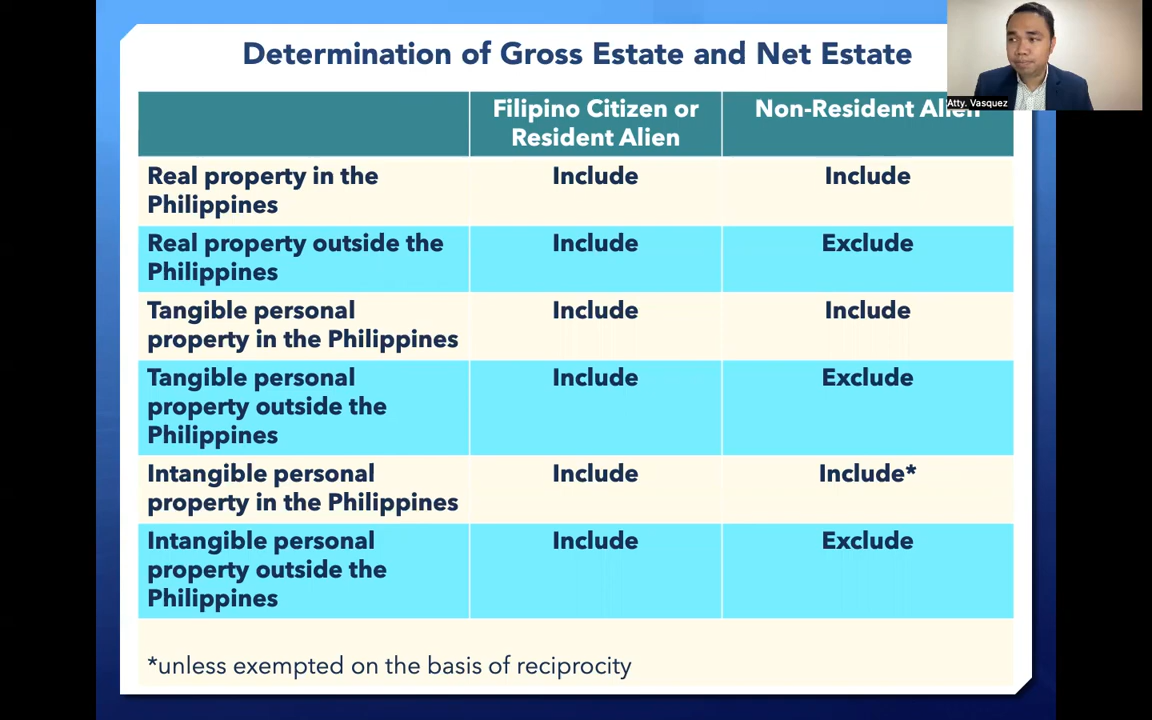 Determination of Gross Estate and Net Estate
Atty. Vasquez
Filipino Citizen or
Resident Alien
Non-Resident Alien
Real property in the
Philippines
Include
Include
Real property outside the
Philippines
Include
Exclude
Tangible personal
property in the Philippines
Include
Include
Tangible personal
property outside the
Philippines
Include
Exclude
Intangible personal
property in the Philippines
Include
Include*
Intangible personal
property outside the
Philippines
Include
Exclude
*unless exempted on the basis of reciprocity